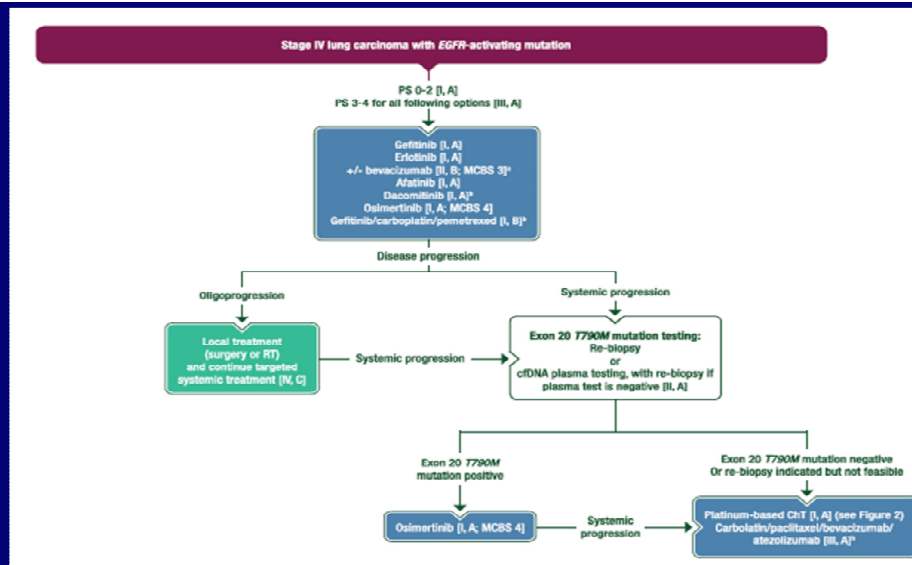 Stage IV lung carcinoma with EGFR-activating mutation
PS 0-2 [I, A]
PS 3-4 for all following options [III, A]
Gefitinib [I, A]
Erlotinib [I, A]
+/- bevacizumab [II, B; MCBS 3]ᵃ
Afatinib [I, A]
Dacomitinib [I, A]ᵇ
Osimertinib [I, A; MCBS 4]
Gefitinib/carboplatin/pemetrexed [I, B]ᵇ
Disease progression
Oligoprogression
Systemic progression
Local treatment
(surgery or RT)
and continue targeted
systemic treatment [IV, C]
Systemic progression
Exon 20 T790M mutation testing:
Re-biopsy
or
cfDNA plasma testing, with re-biopsy if
plasma test is negative [II, A]
Exon 20 T790M
mutation positive
Exon 20 T790M mutation negative
Or re-biopsy indicated but not feasible
Osimertinib [I, A; MCBS 4]
Systemic
progression
Platinum-based ChT [I, A] (see Figure 2)
Carbolatin/paclitaxel/bevacizumab/
atezolizumab [III, A]ᵇ